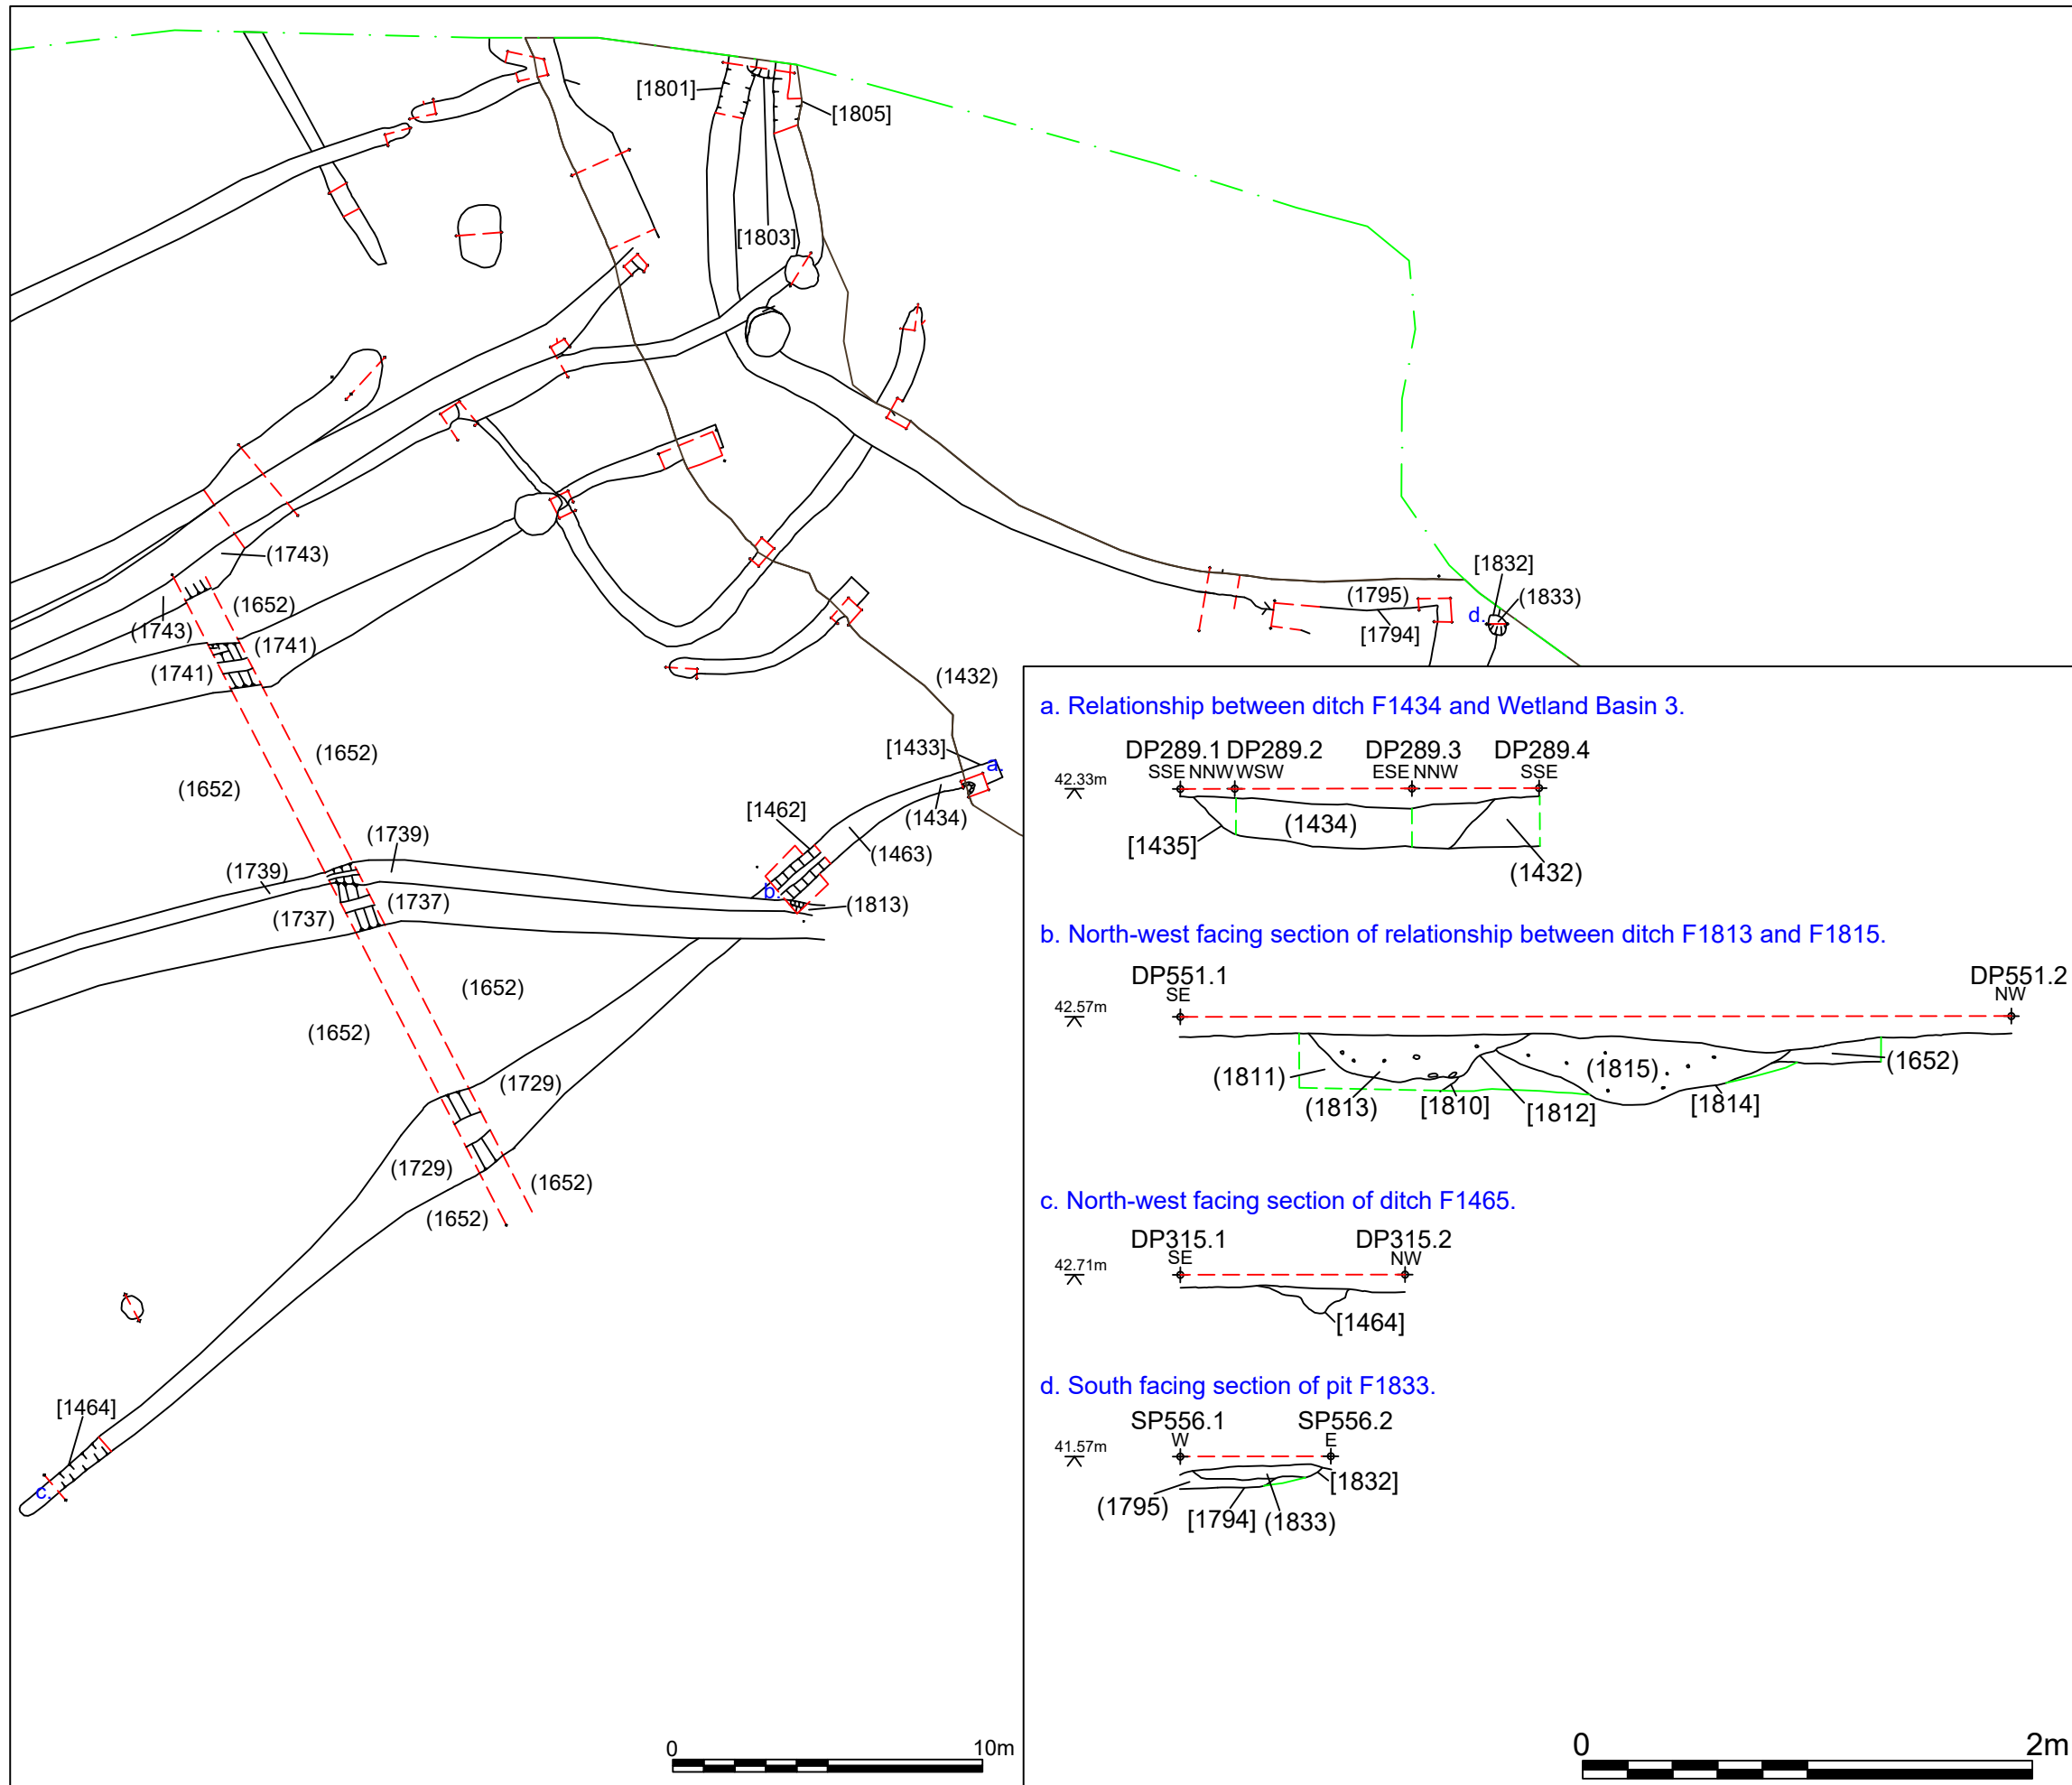 [1801]
[1805]
[1803]
(1743)
(1652)
(1743)
(1741)
(1741)
[1832]
(1833)
(1795)
d.
[1794]
(1432)
(1652)
(1652)
[1433]
a.
[1462]
(1434)
(1463)
(1739)
(1739)
b.
(1737)
(1737)
(1813)
(1652)
(1652)
(1729)
(1729)
(1652)
(1652)
[1464]
c.
0 10m
a. Relationship between ditch F1434 and Wetland Basin 3.
DP289.1 DP289.2 DP289.3 DP289.4
SSE NNW WSW ESE NNW SSE
42.33m
(1434)
[1435]
(1432)
b. North-west facing section of relationship between ditch F1813 and F1815.
DP551.1 DP551.2
SE NW
42.57m
(1811)
(1815)
(1652)
(1813)
[1810]
[1812]
[1814]
c. North-west facing section of ditch F1465.
DP315.1 DP315.2
SE NW
42.71m
[1464]
d. South facing section of pit F1833.
SP556.1 SP556.2
W E
41.57m
[1832]
(1795)
[1794] (1833)
0 2m